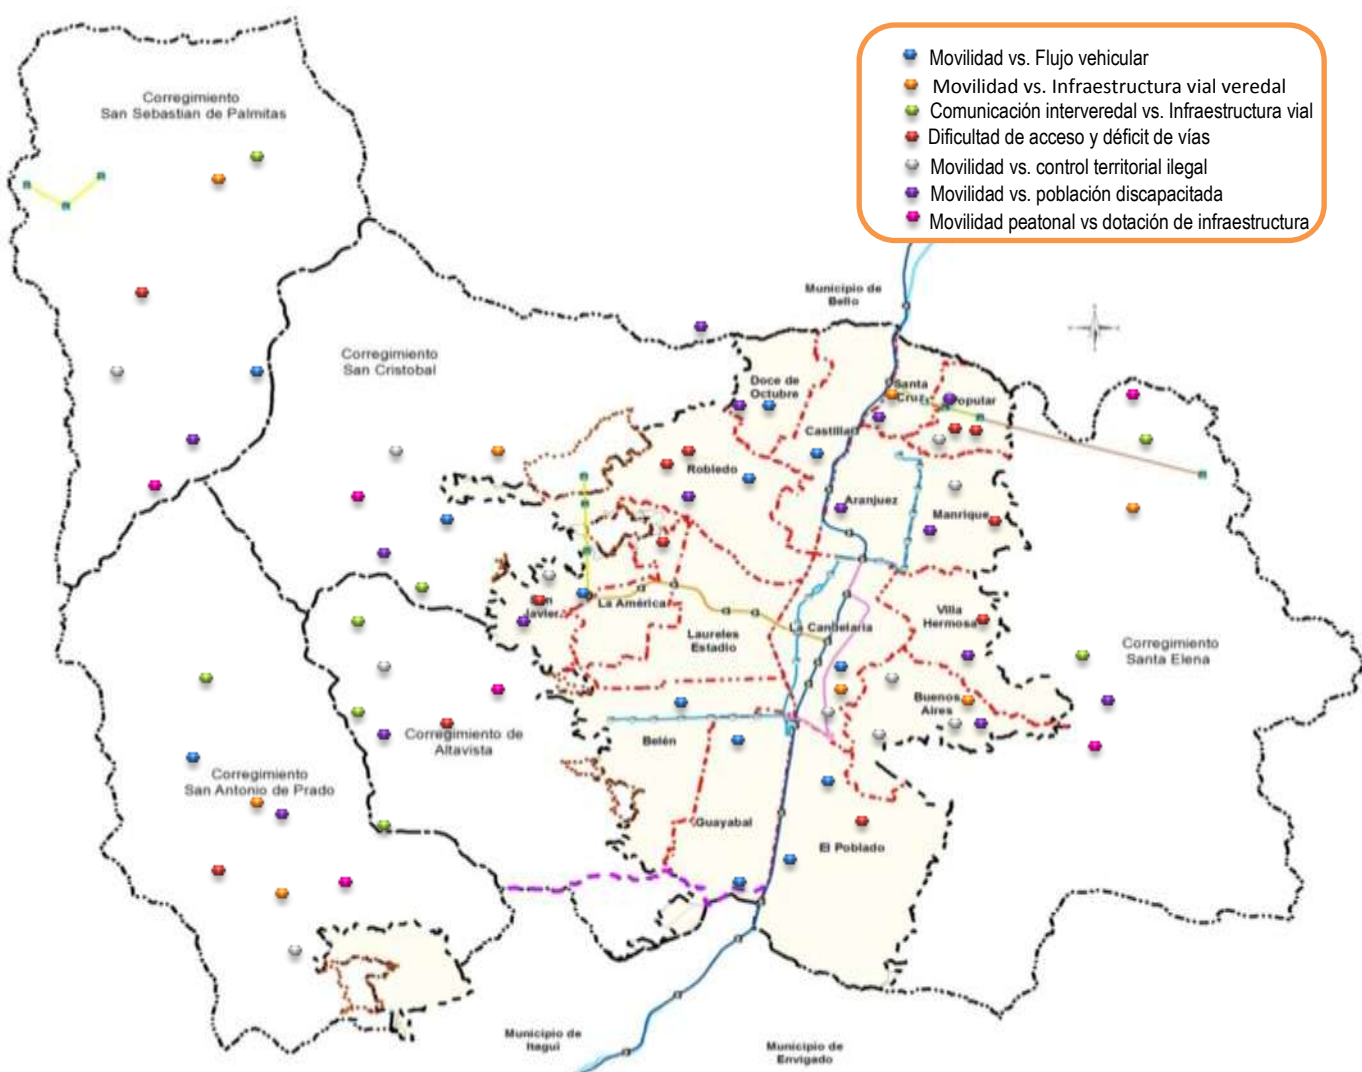 Movilidad vs. Flujo vehicular
Movilidad vs. Infraestructura vial veredal
Comunicación interveredal vs. Infraestructura vial
Dificultad de acceso y déficit de vías
Movilidad vs. control territorial ilegal
Movilidad vs. población discapacitada
Movilidad peatonal vs dotación de infraestructura
Corregimiento
San Sebastian de Palmitas
Municipio de
Bello
Corregimiento
San Cristobal
Doce de
Octubre
Santa
Cruz
Popular
Castilla
Robledo
Aranjuez
Manrique
San
Javier
La América
Villa
Hermosa
La Candelaria
Laureles
Estadio
Corregimiento
Santa Elena
Buenos
Aires
Belén
Corregimiento de
Altavista
Corregimiento
San Antonio de Prado
Guayabal
El Poblado
Municipio de
Itagui
Municipio de
Envigado